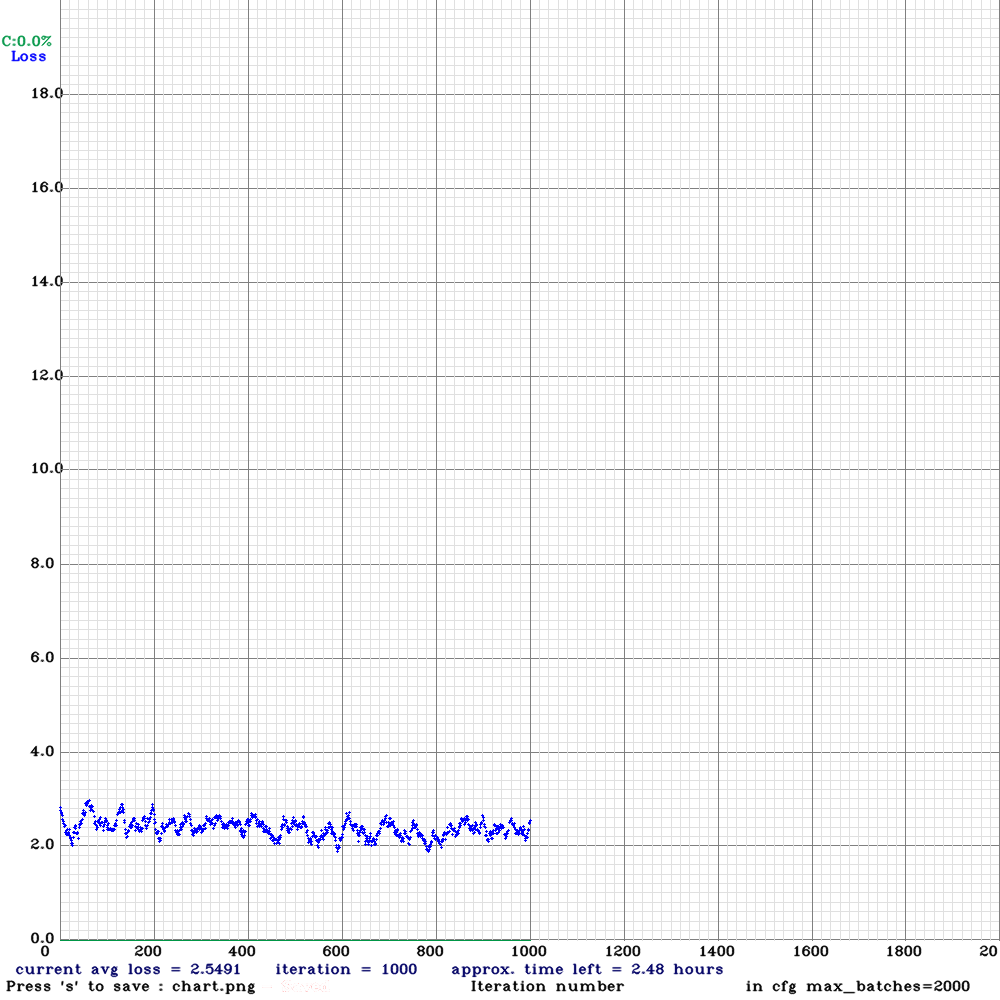 C:0.0%
Loss
18.0
16.0
14.0
12.0
10.0
8.0
6.0
4.0
2.0
0.0
0 200 400 600 800 1000 1200 1400 1600 1800 20
current avg loss = 2.5491 iteration = 1000 approx. time left = 2.48 hours
Press 's' to save : chart.png Iteration number in cfg max_batches=2000